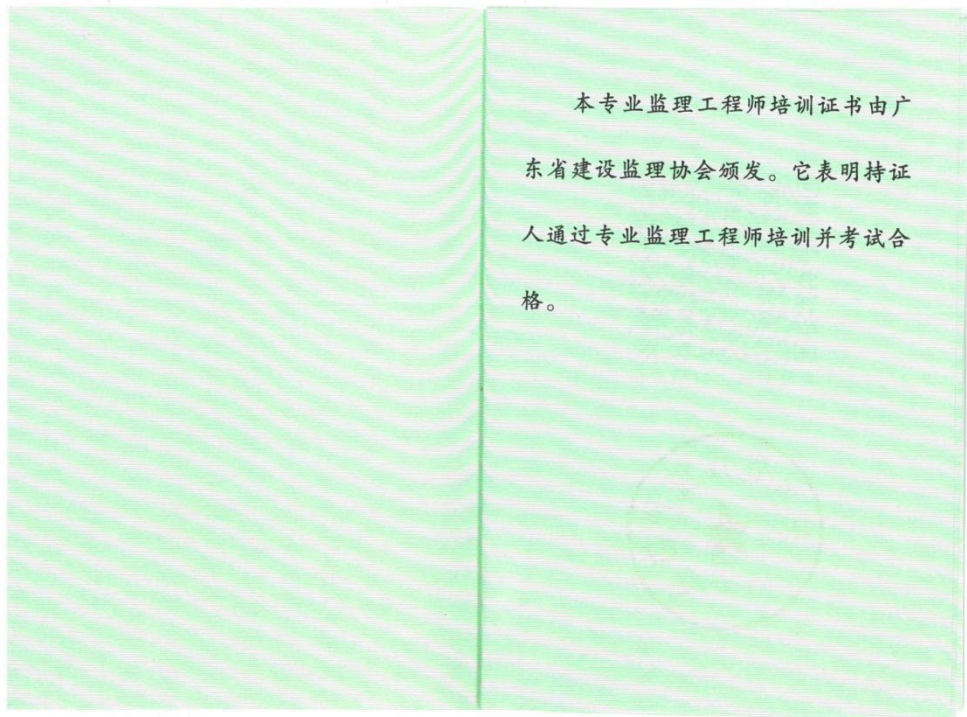 本专业监理工程师培训证书由广
东省建设监理协会颁发。它表明持证
人通过专业监理工程师培训并考试合
格。